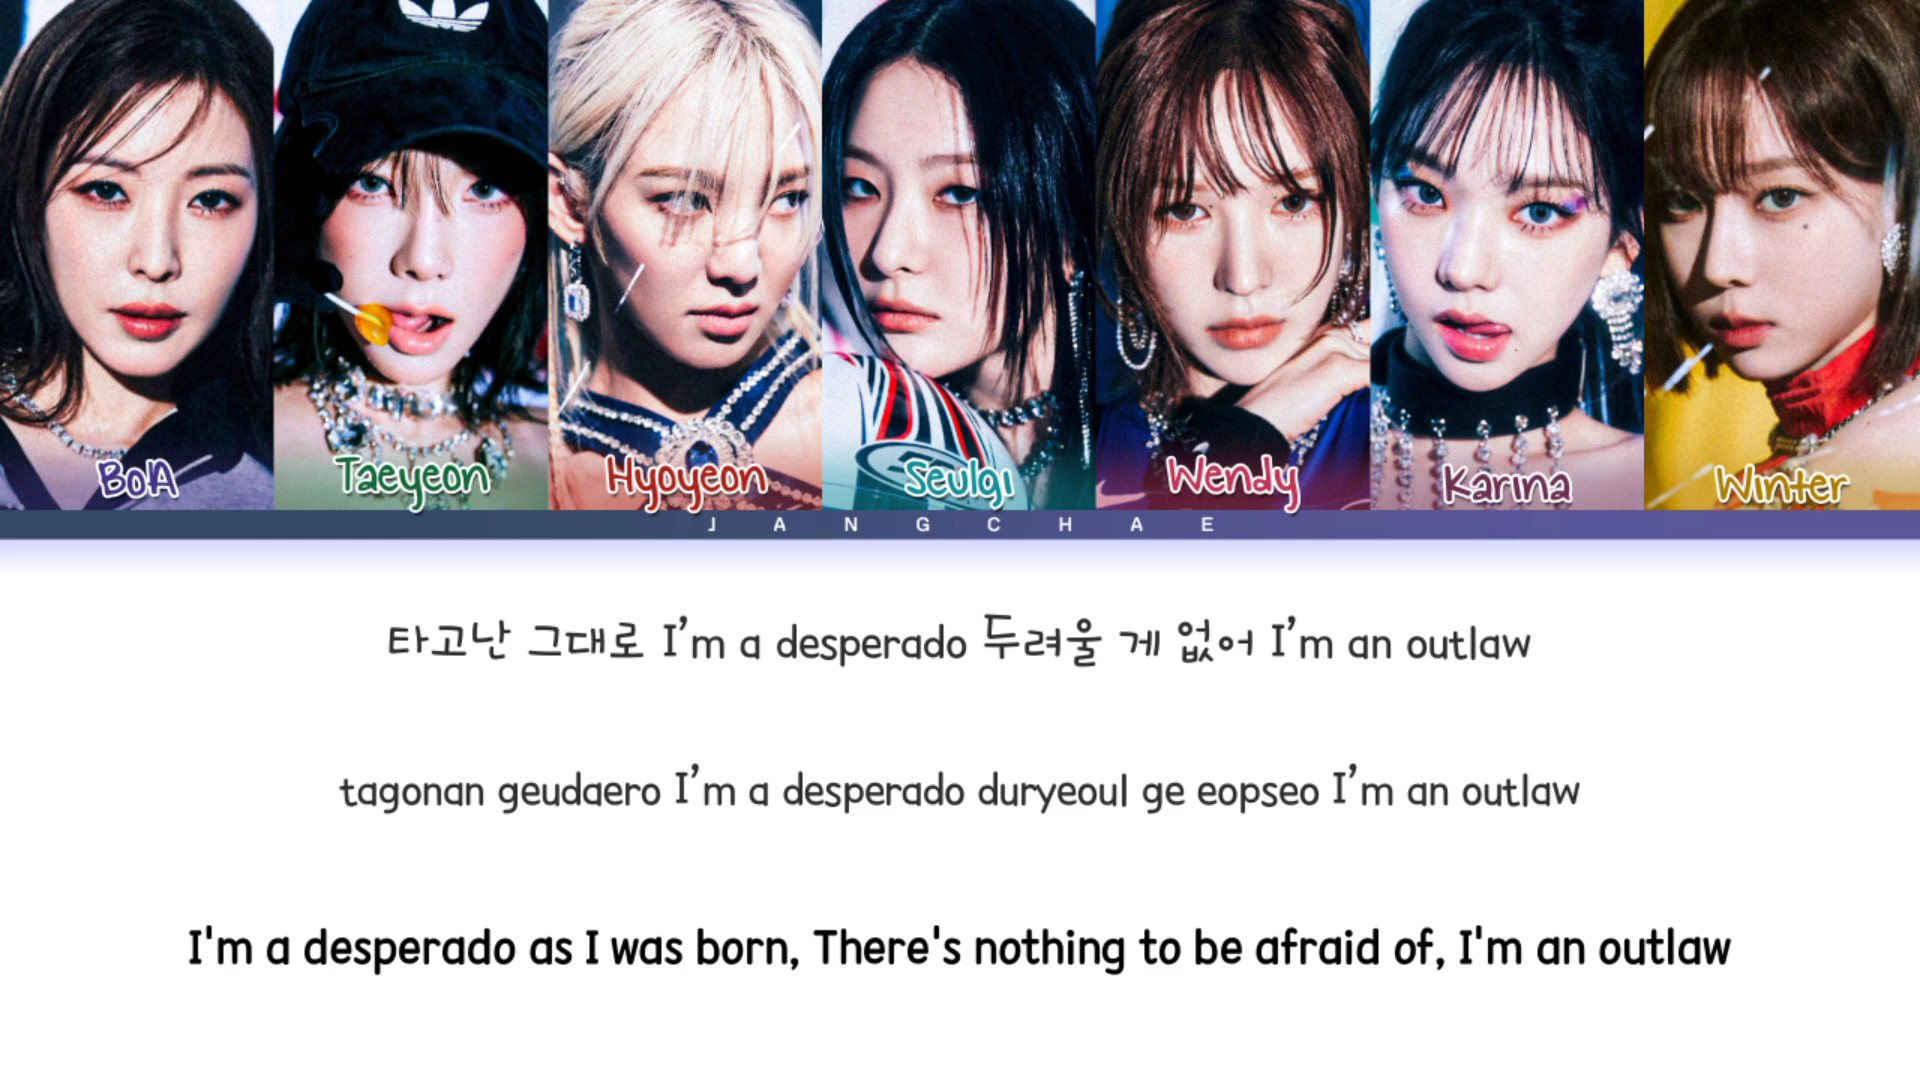 BoA Taeyeon Hyoyeon Seulgi Wendy Karina Winter
JANGCHAE
타고난 그대로 I'm a desperado 두려울 게 없어 I'm an outlaw
tagonan geudaero I'm a desperado duryeoul ge eopseo I'm an outlaw
I'm a desperado as I was born, There's nothing to be afraid of, I'm an outlaw